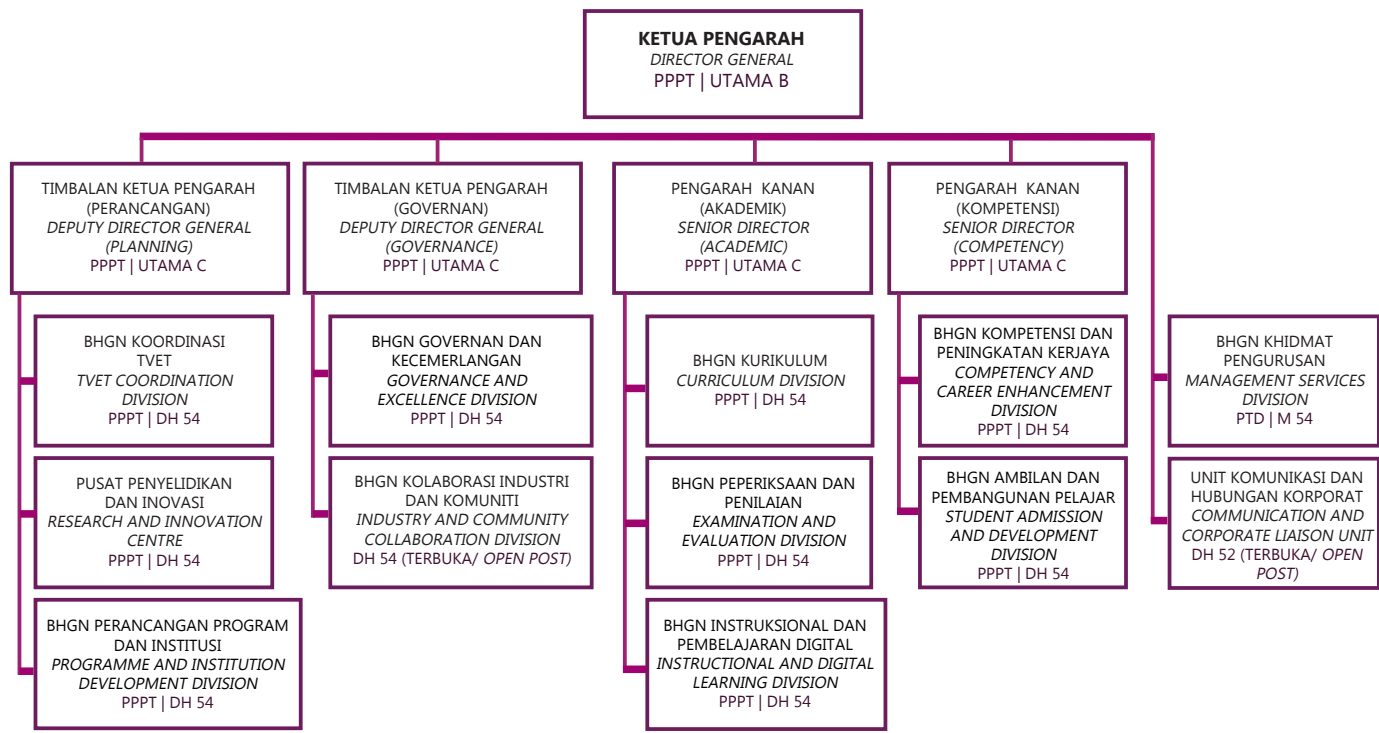 KETUA PENGARAH
DIRECTOR GENERAL
PPPT | UTAMA B
TIMBALAN KETUA PENGARAH
(PERANCANGAN)
DEPUTY DIRECTOR GENERAL
(PLANNING)
PPPT | UTAMA C
TIMBALAN KETUA PENGARAH
(GOVERNAN)
DEPUTY DIRECTOR GENERAL
(GOVERNANCE)
PPPT | UTAMA C
PENGARAH KANAN
(AKADEMIK)
SENIOR DIRECTOR
(ACADEMIC)
PPPT | UTAMA C
PENGARAH KANAN
(KOMPETENSI)
SENIOR DIRECTOR
(COMPETENCY)
PPPT | UTAMA C
BHGN KOORDINASI
TVET
TVET COORDINATION
DIVISION
PPPT | DH 54
BHGN GOVERNAN DAN
KECEMERLANGAN
GOVERNANCE AND
EXCELLENCE DIVISION
PPPT | DH 54
BHGN KURIKULUM
CURRICULUM DIVISION
PPPT | DH 54
BHGN KOMPETENSI DAN
PENINGKATAN KERJAYA
COMPETENCY AND
CAREER ENHANCEMENT
DIVISION
PPPT | DH 54
BHGN KHIDMAT
PENGURUSAN
MANAGEMENT SERVICES
DIVISION
PTD | M 54
PUSAT PENYELIDIKAN
DAN INOVASI
RESEARCH AND INNOVATION
CENTRE
PPPT | DH 54
BHGN KOLABORASI INDUSTRI
DAN KOMUNITI
INDUSTRY AND COMMUNITY
COLLABORATION DIVISION
DH 54 (TERBUKA/ OPEN POST)
BHGN PEPERIKSAAN DAN
PENILAIAN
EXAMINATION AND
EVALUATION DIVISION
PPPT | DH 54
BHGN AMBILAN DAN
PEMBANGUNAN PELAJAR
STUDENT ADMISSION
AND DEVELOPMENT
DIVISION
PPPT | DH 54
UNIT KOMUNIKASI DAN
HUBUNGAN KORPORAT
COMMUNICATION AND
CORPORATE LIAISON UNIT
DH 52 (TERBUKA/ OPEN
POST)
BHGN PERANCANGAN PROGRAM
DAN INSTITUSI
PROGRAMME AND INSTITUTION
DEVELOPMENT DIVISION
PPPT | DH 54
BHGN INSTRUKSIONAL DAN
PEMBELAJARAN DIGITAL
INSTRUCTIONAL AND DIGITAL
LEARNING DIVISION
PPPT | DH 54